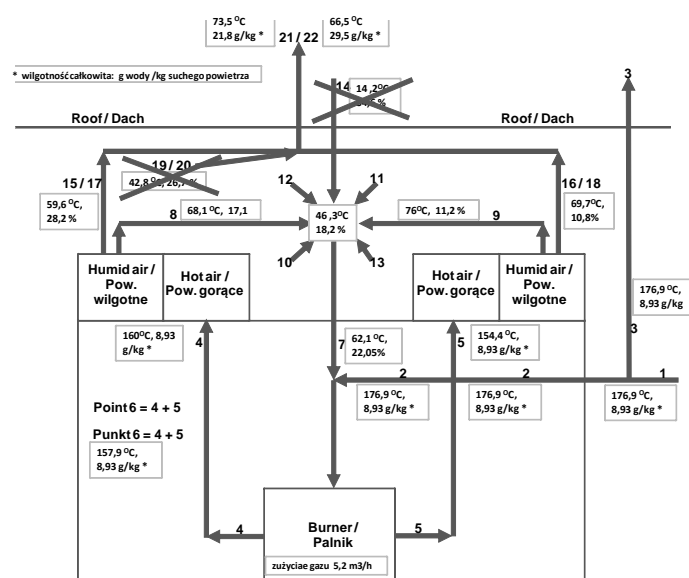 73,5 ⁰C
21,8 g/kg *
66,5 ⁰C
29,5 g/kg *
21 / 22
* wilgotność całkowita: g wody /kg suchego powietrza
14
14 ,2⁰C
3
Roof / Dach
Roof / Dach
19 / 20
42,8
12
11
15 / 17
16 / 18
59,6 ⁰C,
28,2 %
8
68,1 ⁰C, 17,1
46 ,3⁰C
18,2 %
76⁰C, 11,2 %
9
69,7⁰C
10,8%
10
13
Humid air /
Pow.
wilgotne
Hot air /
Pow. gorące
Hot air /
Pow. gorące
Humid air /
Pow.
wilgotne
176,9 ⁰C,
8,93 g/kg
160⁰C, 8,93
g/kg *
4
7
62,1 ⁰C
22,05%
5
154,4 ⁰C,
8,93 g/kg *
3
2
2
1
176,9 ⁰C,
8,93 g/kg *
176,9 ⁰C,
8,93 g/kg *
176,9 ⁰C,
8,93 g/kg *
Point 6 = 4 + 5
Punkt 6 = 4 + 5
157,9 ⁰C,
8,93 g/kg *
4
Burner /
Palnik
5
zużyciae gazu 5,2 m3/h